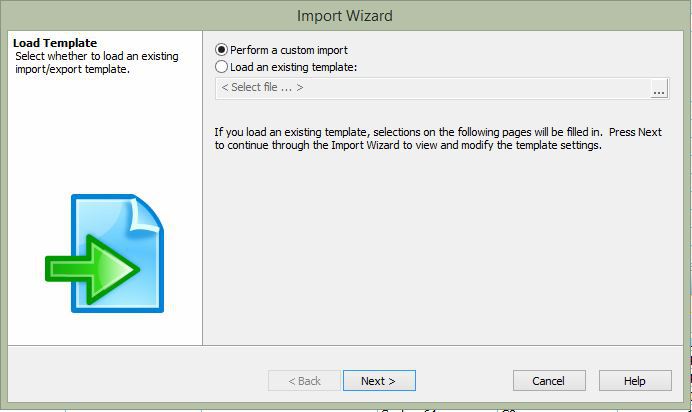 Import Wizard
Load Template
Select whether to load an existing
import/export template.
Perform a custom import
Load an existing template:
< Select file ... >
...
If you load an existing template, selections on the following pages will be filled in.  Press Next
to continue through the Import Wizard to view and modify the template settings.
< Back
Next >
Cancel
Help